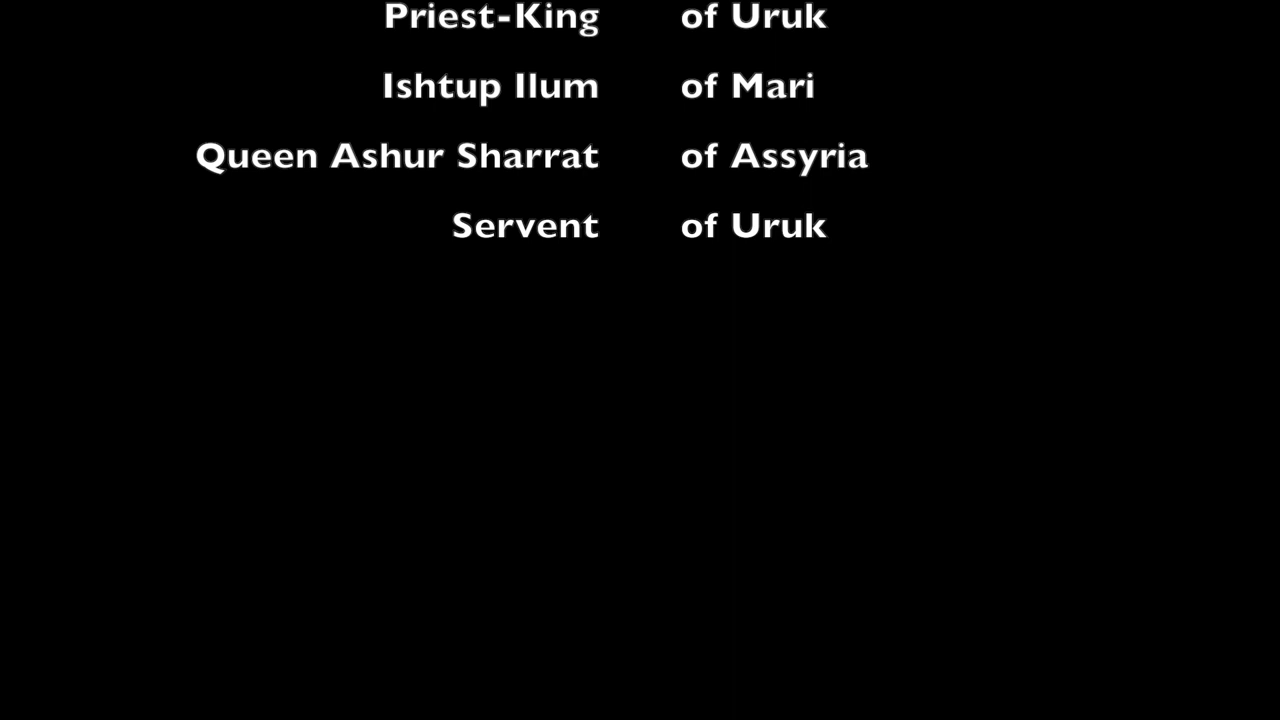 Priest-King of Uruk
Ishtup Ilum of Mari
Queen Ashur Sharrat of Assyria
Servent of Uruk